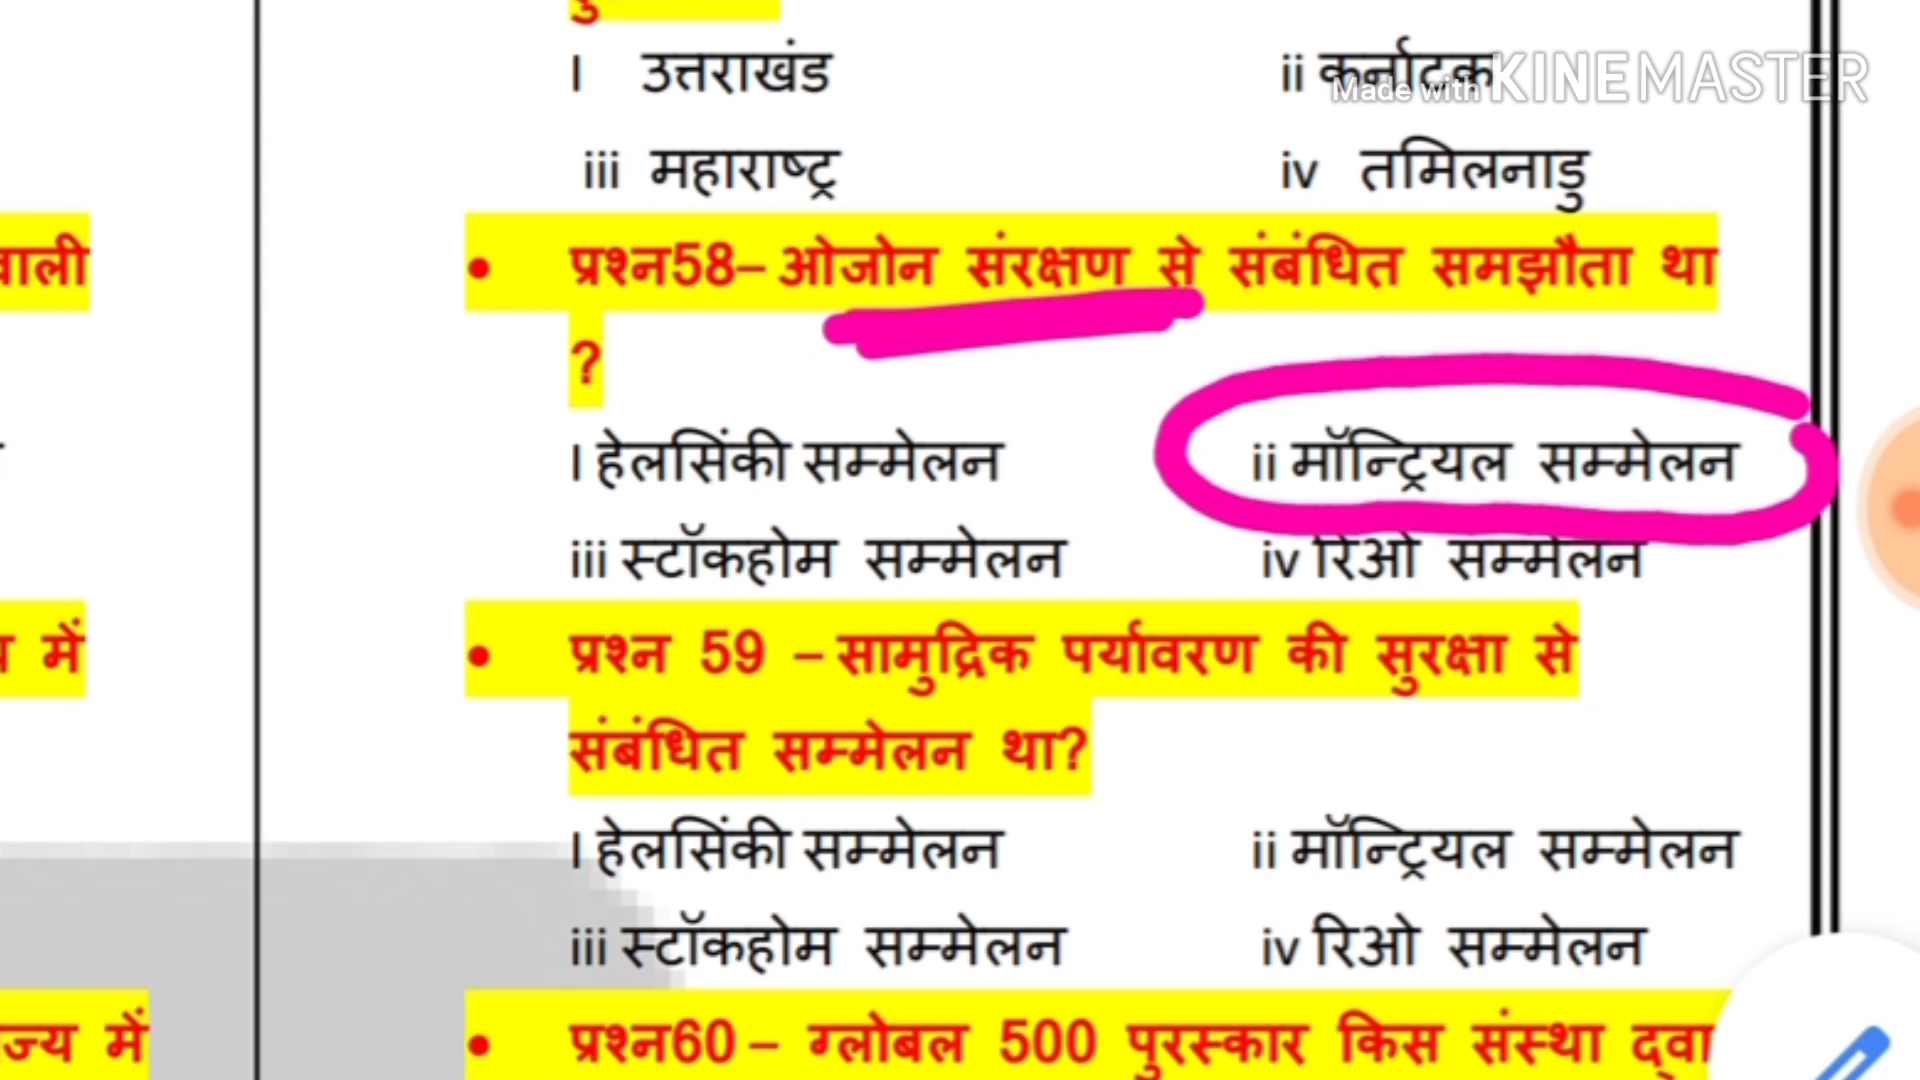 I उत्तराखंड ii कर्नाटक
Made with KINEMASTER
iii महाराष्ट्र iv तमिलनाडु
वाली
• प्रश्न58– ओजोन संरक्षण से संबंधित समझौता था
?
I हेलसिंकी सम्मेलन ii मॉन्ट्रियल सम्मेलन
iii स्टॉकहोम सम्मेलन iv रिओ सम्मेलन
में
• प्रश्न 59 – सामुद्रिक पर्यावरण की सुरक्षा से
संबंधित सम्मेलन था?
I हेलसिंकी सम्मेलन ii मॉन्ट्रियल सम्मेलन
iii स्टॉकहोम सम्मेलन iv रिओ सम्मेलन
में
• प्रश्न60 – ग्लोबल 500 पुरस्कार किस संस्था द्वा